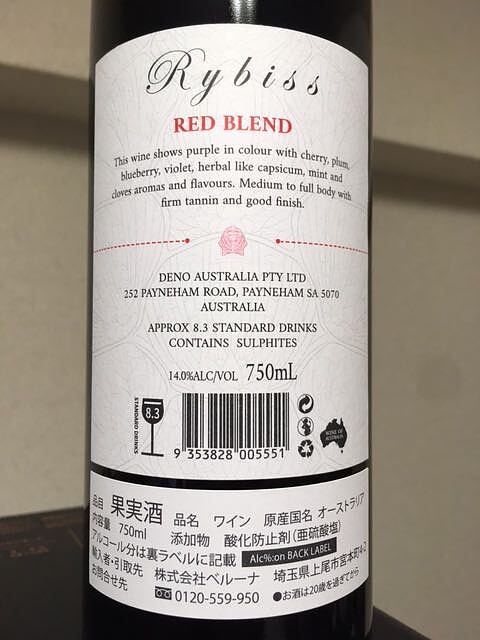 Rybiss
RED BLEND
This wine shows purple in colour with cherry, plum,
blueberry, violet, herbal like capsicum, mint and
cloves aromas and flavours. Medium to full body with
firm tannin and good finish.
DENO AUSTRALIA PTY LTD
252 PAYNEHAM ROAD, PAYNEHAM SA 5070
AUSTRALIA
APPROX 8.3 STANDARD DRINKS
CONTAINS SULPHITES
14.0%ALC/VOL 750mL
STANDARD DRINKS
8.3
WINE OF
AUSTRALIA
9 353828 005551
品目 果実酒 品名 ワイン 原産国名 オーストラリア
内容量 750ml 添加物 酸化防止剤(亜硫酸塩)
アルコール分は裏ラベルに記載 Alc%:on BACK LABEL
輸入者・引取先 株式会社ベルーナ 埼玉県上尾市宮本町4-2
お問合せ先 0120-559-950 ●お酒は20歳を過ぎてから